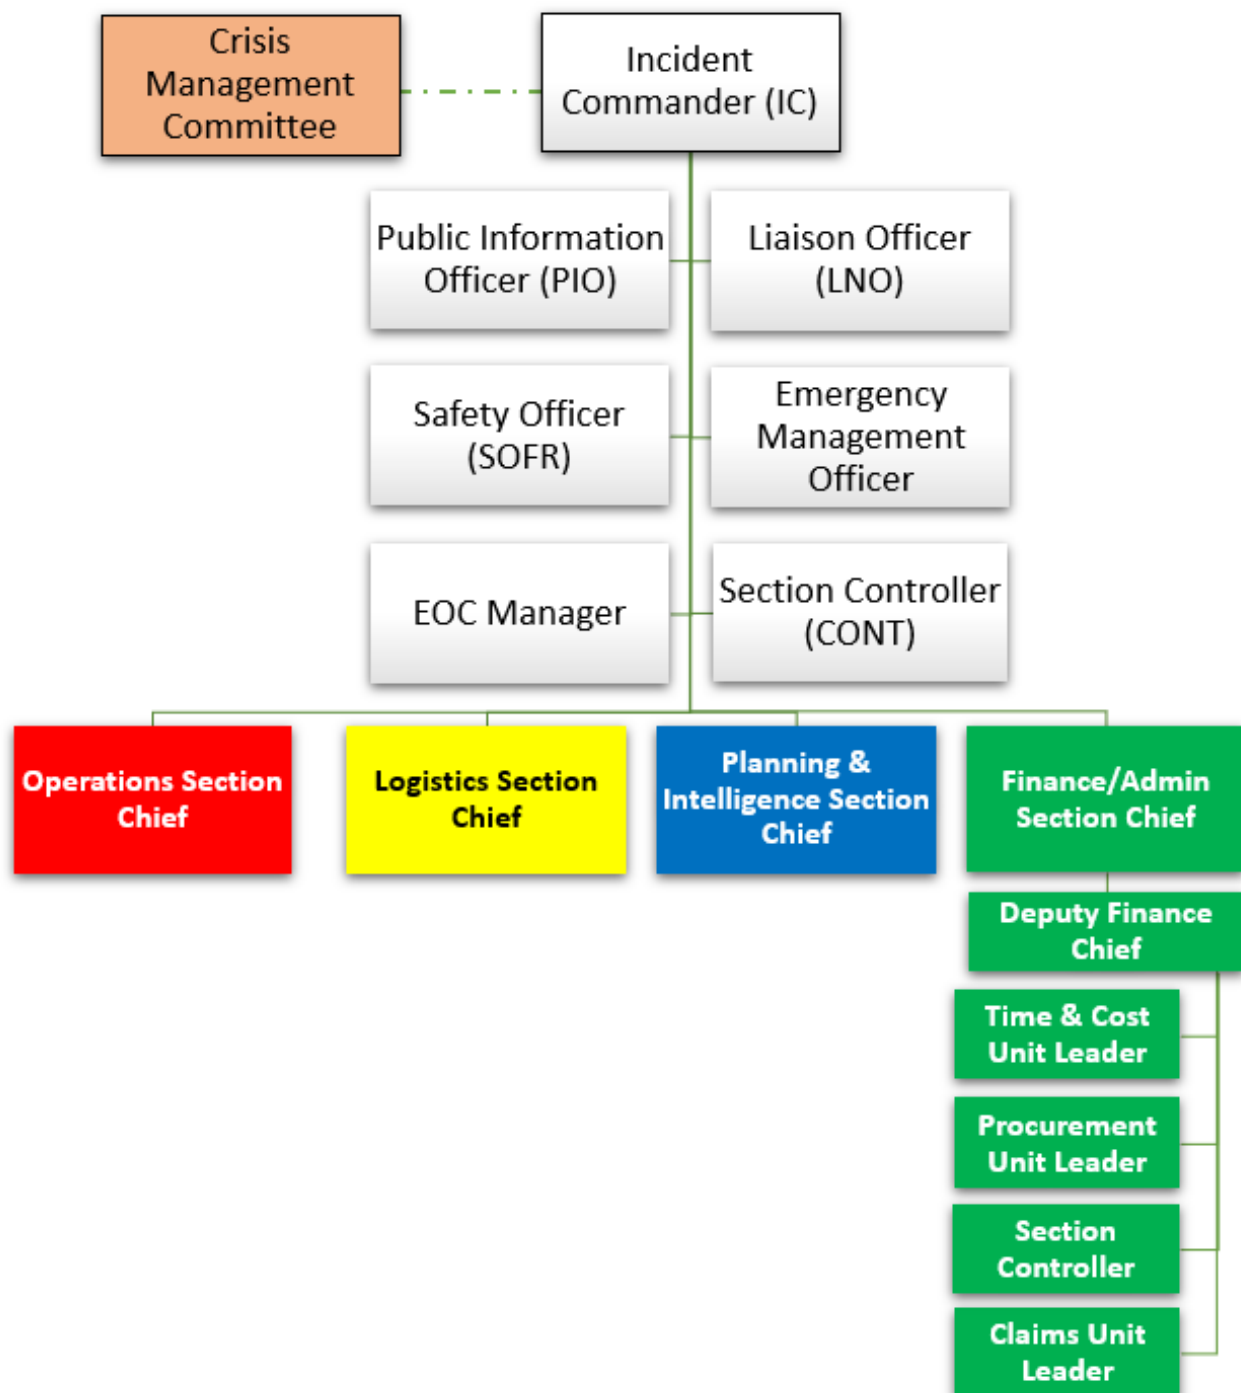 Crisis
Management
Committee
Incident
Commander (IC)
Public Information
Officer (PIO)
Liaison Officer
(LNO)
Safety Officer
(SOFR)
Emergency
Management
Officer
EOC Manager
Section Controller
(CONT)
Operations Section
Chief
Logistics Section
Chief
Planning &
Intelligence Section
Chief
Finance/Admin
Section Chief
Deputy Finance
Chief
Time & Cost
Unit Leader
Procurement
Unit Leader
Section
Controller
Claims Unit
Leader